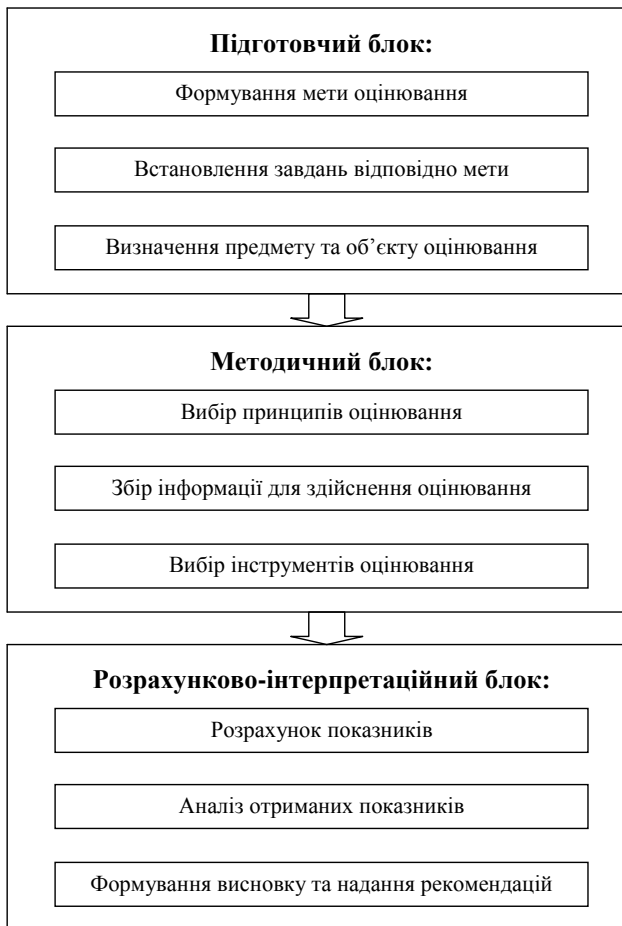 Підготовчий блок:
Формування мети оцінювання
Встановлення завдань відповідно мети
Визначення предмету та об’єкту оцінювання
Методичний блок:
Вибір принципів оцінювання
Збір інформації для здійснення оцінювання
Вибір інструментів оцінювання
Розрахунково-інтерпретаційний блок:
Розрахунок показників
Аналіз отриманих показників
Формування висновку та надання рекомендацій